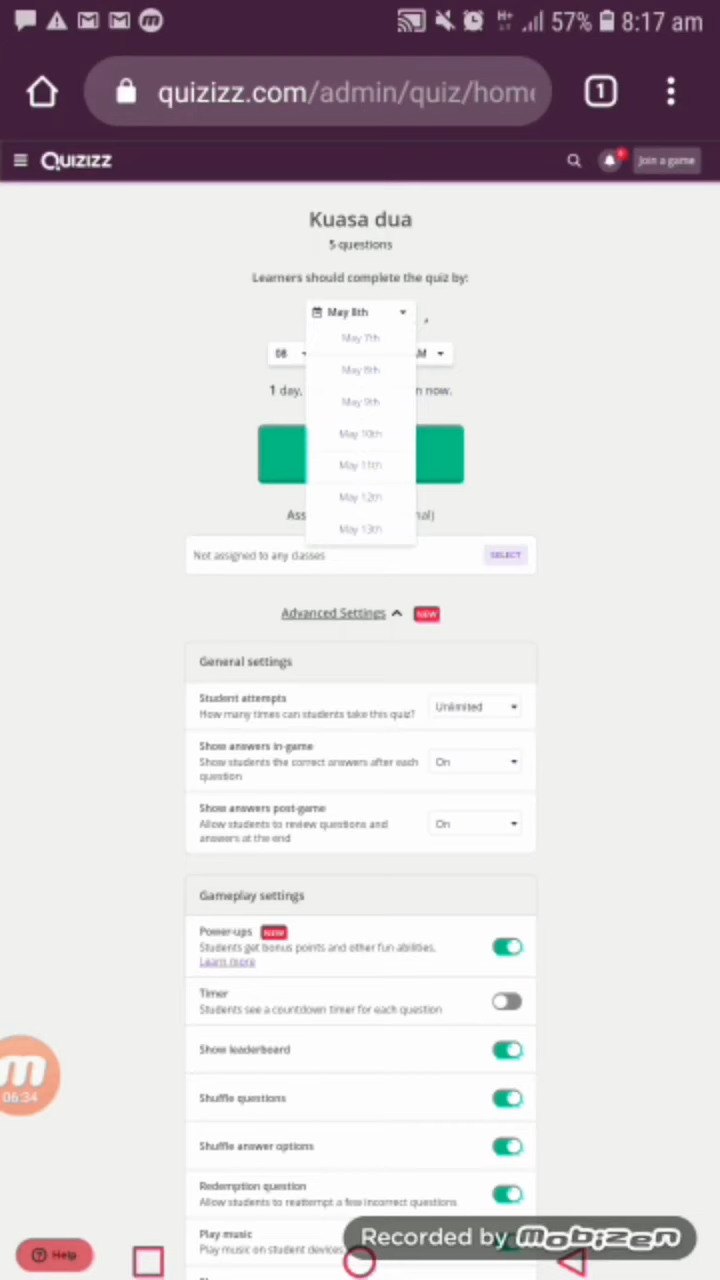 57% 8:17 am
quizizz.com/admin/quiz/home
1
Quizizz
Join a game
Kuasa dua
5 questions
Learners should complete the quiz by:
May 8th
,
May 7th
May 8th
May 9th
May 10th
May 11th
May 12th
May 13th
08
AM
1 day,
now.
Not assigned to any classes
SELECT
Advanced Settings NEW
General settings
Student attempts
How many times can students take this quiz?
Unlimited
Show answers in-game
Show students the correct answers after each
question
On
Show answers post-game
Allow students to review questions and
answers at the end
On
Gameplay settings
Power-ups NEW
Students get bonus points and other fun abilities.
Learn more
Timer
Students see a countdown timer for each question
Show leaderboard
Shuffle questions
Shuffle answer options
Redemption question
Allow students to reattempt a few incorrect questions
Play music
Play music on student devices
06:34
Help
Recorded by mobizen